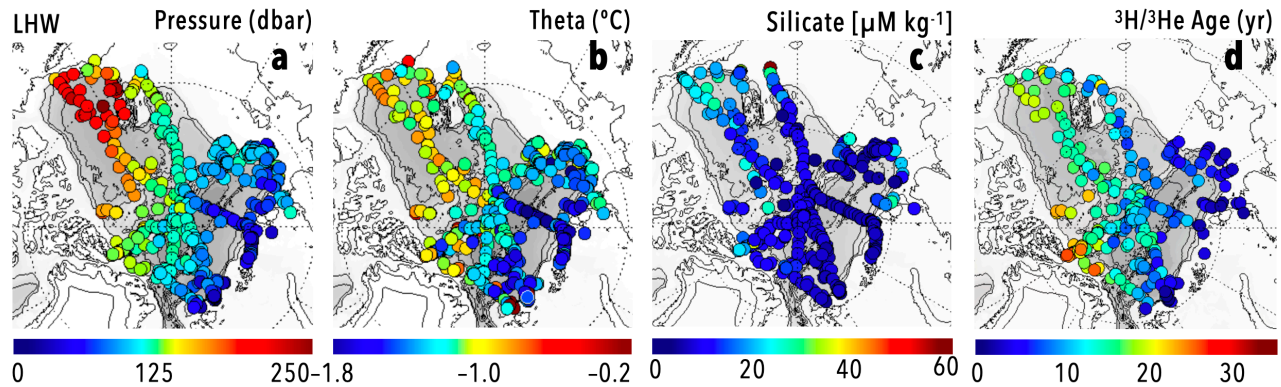 LHW Pressure (dbar) Theta (ºC) Silicate [µM kg-1] ³H/³He Age (yr)
a b c d
0 125 250 –1.8 –1.0 –0.2 0 20 40 60 0 10 20 30